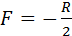 F = −R/2